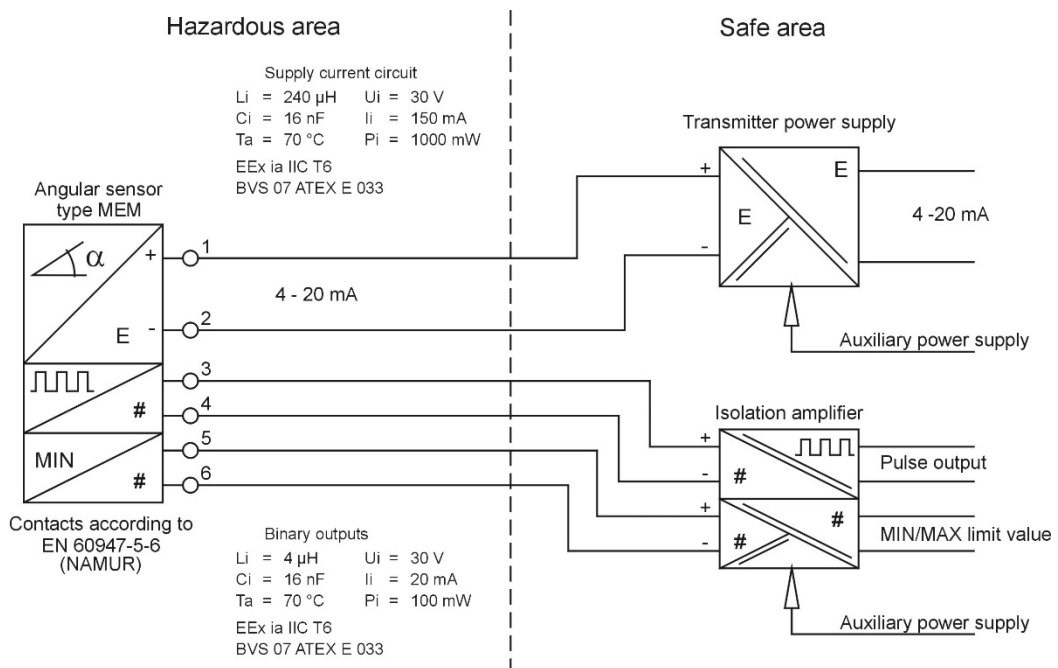 Hazardous area
Safe area
Supply current circuit
Li = 240 µH Ui = 30 V
Ci = 16 nF Ii = 150 mA
Ta = 70 °C Pi = 1000 mW
EEx ia IIC T6
BVS 07 ATEX E 033
Transmitter power supply
+
E
E
-
4 -20 mA
Auxiliary power supply
Angular sensor
type MEM
α
+
1
4 - 20 mA
E
-
2
3
#
4
5
MIN
#
6
Contacts according to
EN 60947-5-6
(NAMUR)
Isolation amplifier
+
-
#
Pulse output
+
#
-
#
MIN/MAX limit value
Auxiliary power supply
Binary outputs
Li = 4 µH Ui = 30 V
Ci = 16 nF Ii = 20 mA
Ta = 70 °C Pi = 100 mW
EEx ia IIC T6
BVS 07 ATEX E 033